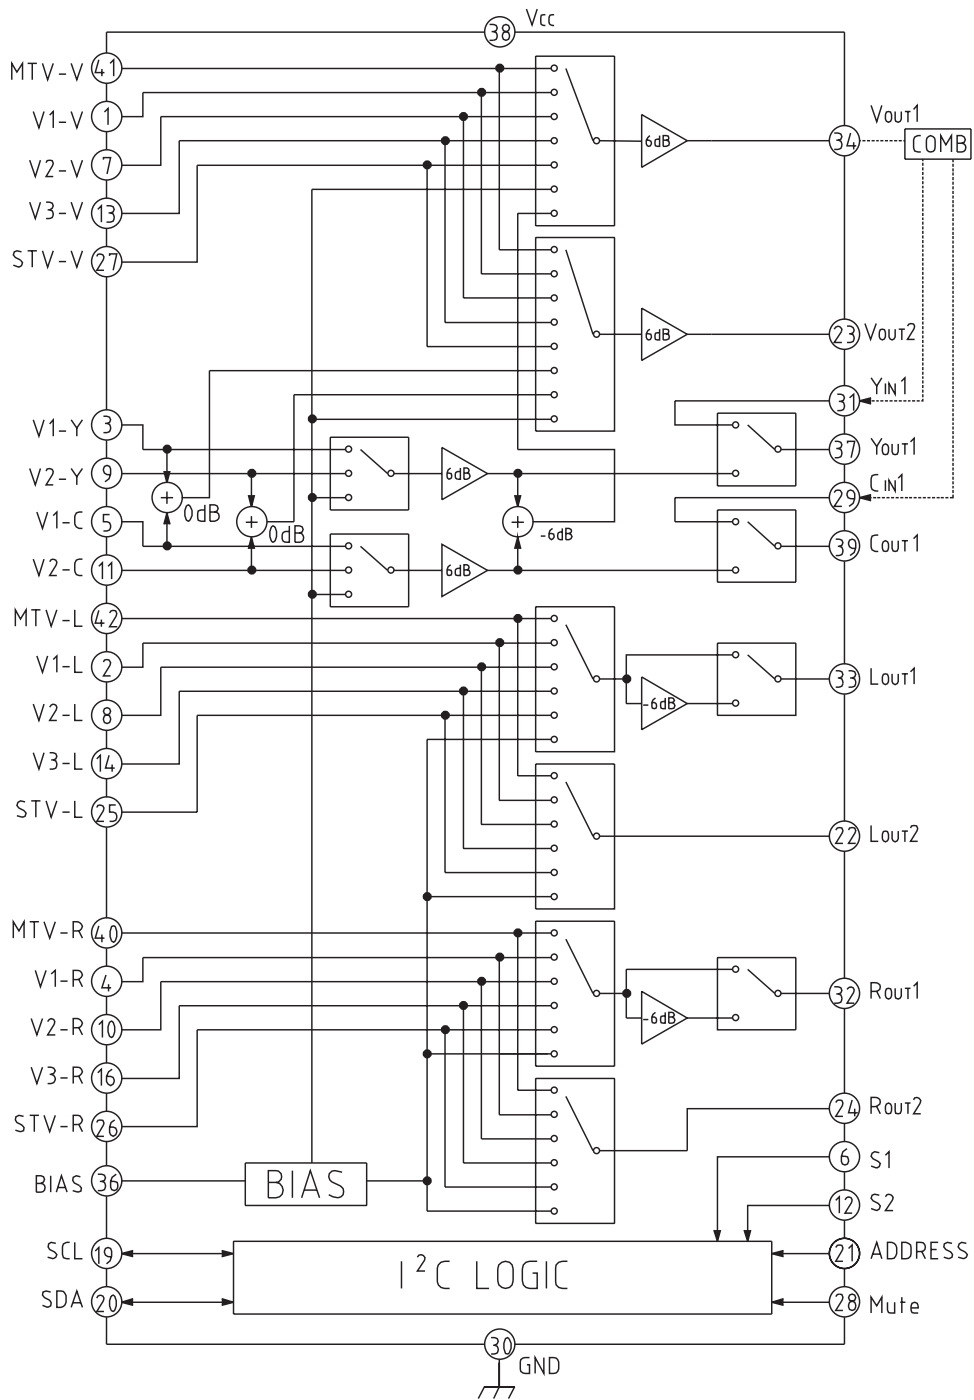 38 Vcc
MTV-V 41
V1-V 1
V2-V 7
V3-V 13
STV-V 27
6dB
34 Vout1
COMB
6dB
23 Vout2
31 YIN1
V1-Y 3
V2-Y 9
V1-C 5
V2-C 11
+ 0dB
+ 0dB
6dB
6dB
+ -6dB
37 Yout1
29 CIN1
39 Cout1
MTV-L 42
V1-L 2
V2-L 8
V3-L 14
STV-L 25
-6dB
33 Lout1
22 Lout2
MTV-R 40
V1-R 4
V2-R 10
V3-R 16
STV-R 26
-6dB
32 Rout1
24 Rout2
6 S1
12 S2
BIAS 36
BIAS
SCL 19
SDA 20
I²C LOGIC
21 ADDRESS
28 Mute
30 GND